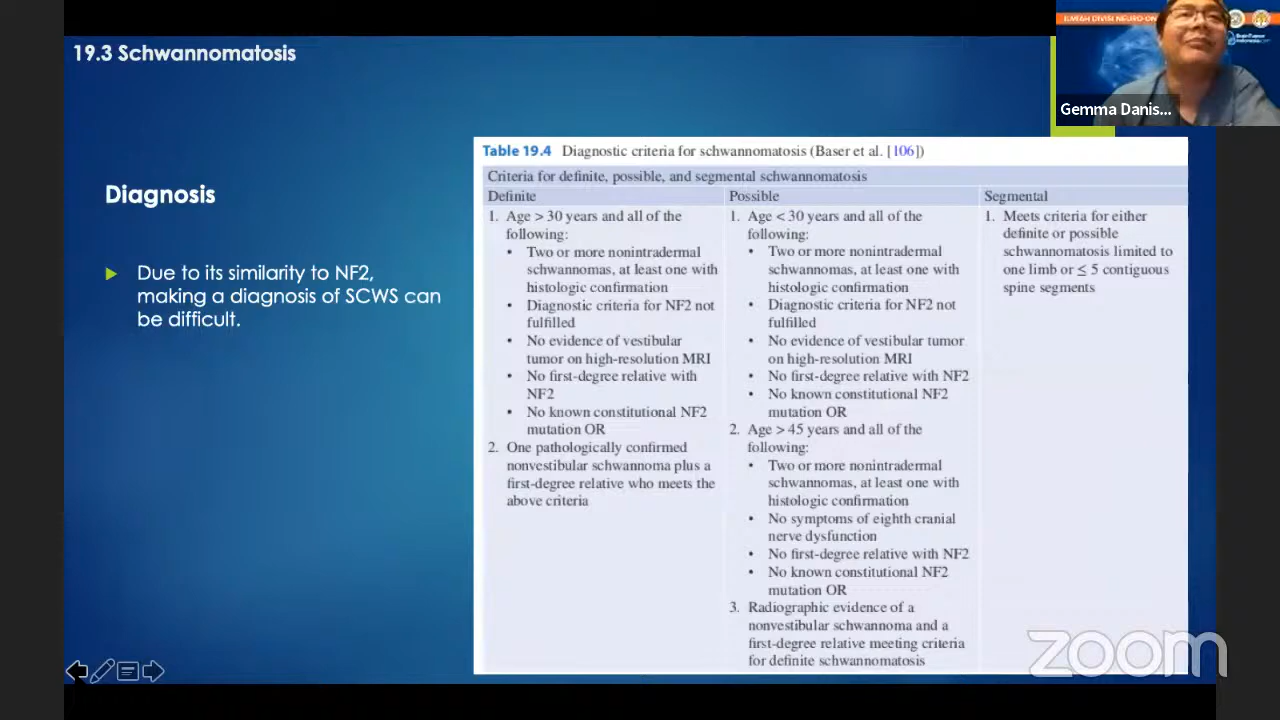 19.3 Schwannomatosis
ILMIAH DIVISI NEURO-ON
Gemma Danis...
Diagnosis
Due to its similarity to NF2,
making a diagnosis of SCWS can
be difficult.
Table 19.4 Diagnostic criteria for schwannomatosis (Baser et al. [106])
Criteria for definite, possible, and segmental schwannomatosis
Definite
1. Age > 30 years and all of the
following:
• Two or more nonintradermal
schwannomas, at least one with
histologic confirmation
• Diagnostic criteria for NF2 not
fulfilled
• No evidence of vestibular
tumor on high-resolution MRI
• No first-degree relative with
NF2
• No known constitutional NF2
mutation OR
2. One pathologically confirmed
nonvestibular schwannoma plus a
first-degree relative who meets the
above criteria
Possible
1. Age < 30 years and all of the
following:
• Two or more nonintradermal
schwannomas, at least one with
histologic confirmation
• Diagnostic criteria for NF2 not
fulfilled
• No evidence of vestibular tumor
on high-resolution MRI
• No first-degree relative with NF2
• No known constitutional NF2
mutation OR
2. Age > 45 years and all of the
following:
• Two or more nonintradermal
schwannomas, at least one with
histologic confirmation
• No symptoms of eighth cranial
nerve dysfunction
• No first-degree relative with NF2
• No known constitutional NF2
mutation OR
3. Radiographic evidence of a
nonvestibular schwannoma and a
first-degree relative meeting criteria
for definite schwannomatosis
Segmental
1. Meets criteria for either
definite or possible
schwannomatosis limited to
one limb or ≤ 5 contiguous
spine segments
zoom